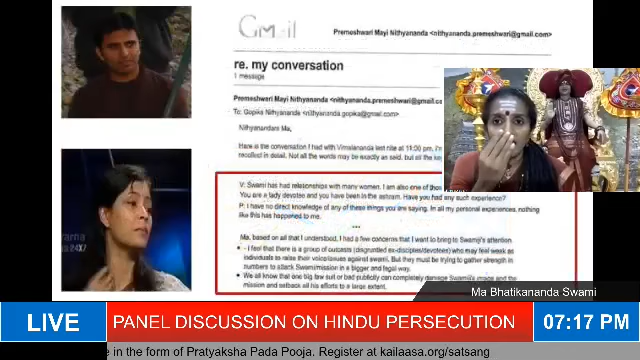 Gmail
Premeshwari Mayi Nithyananda <nithyananda.premeshwari@gmail.com>
re. my conversation
1 message
Premeshwari Mayi Nithyananda <nithyananda.premeshwari@gmail.co
To: Gopika Nithyananda <nithyananda.gopika@gmail.com>
Nithyanandam Ma,
Here is the conversation I had with Vimalananda last nite at 11:00 pm,
recollect in detail. Not all the words may be exactly as said, but all the
V: Swami has had relationships with many women. I am also one of
You are a lady devotee and you have been in the ashram. Have you had any such experience?
P: I have no direct knowledge of any of these things you are saying. In all my personal experiences, nothing
like this has happened to me.
...
Ma, based on all that I understood, I had a few concerns that I want to bring to Swamiji's attention.
- I feel that there is a group of outcasts (disgruntled ex-disciples/devotees) who may feel weak as
individuals to raise their voice/issues against swami. But they must be trying to gather strength in
numbers to attack Swami/mission in a bigger and legal way.
We all know that one big law suit or bad publicity can completely damage Swamiji's image and the
mission and setback all his efforts to a large extent.
24X7
Ma Bhatikananda Swami
LIVE
PANEL DISCUSSION ON HINDU PERSECUTION
07:17 PM
e in the form of Pratyaksha Pada Pooja. Register at kailaasa.org/satsang